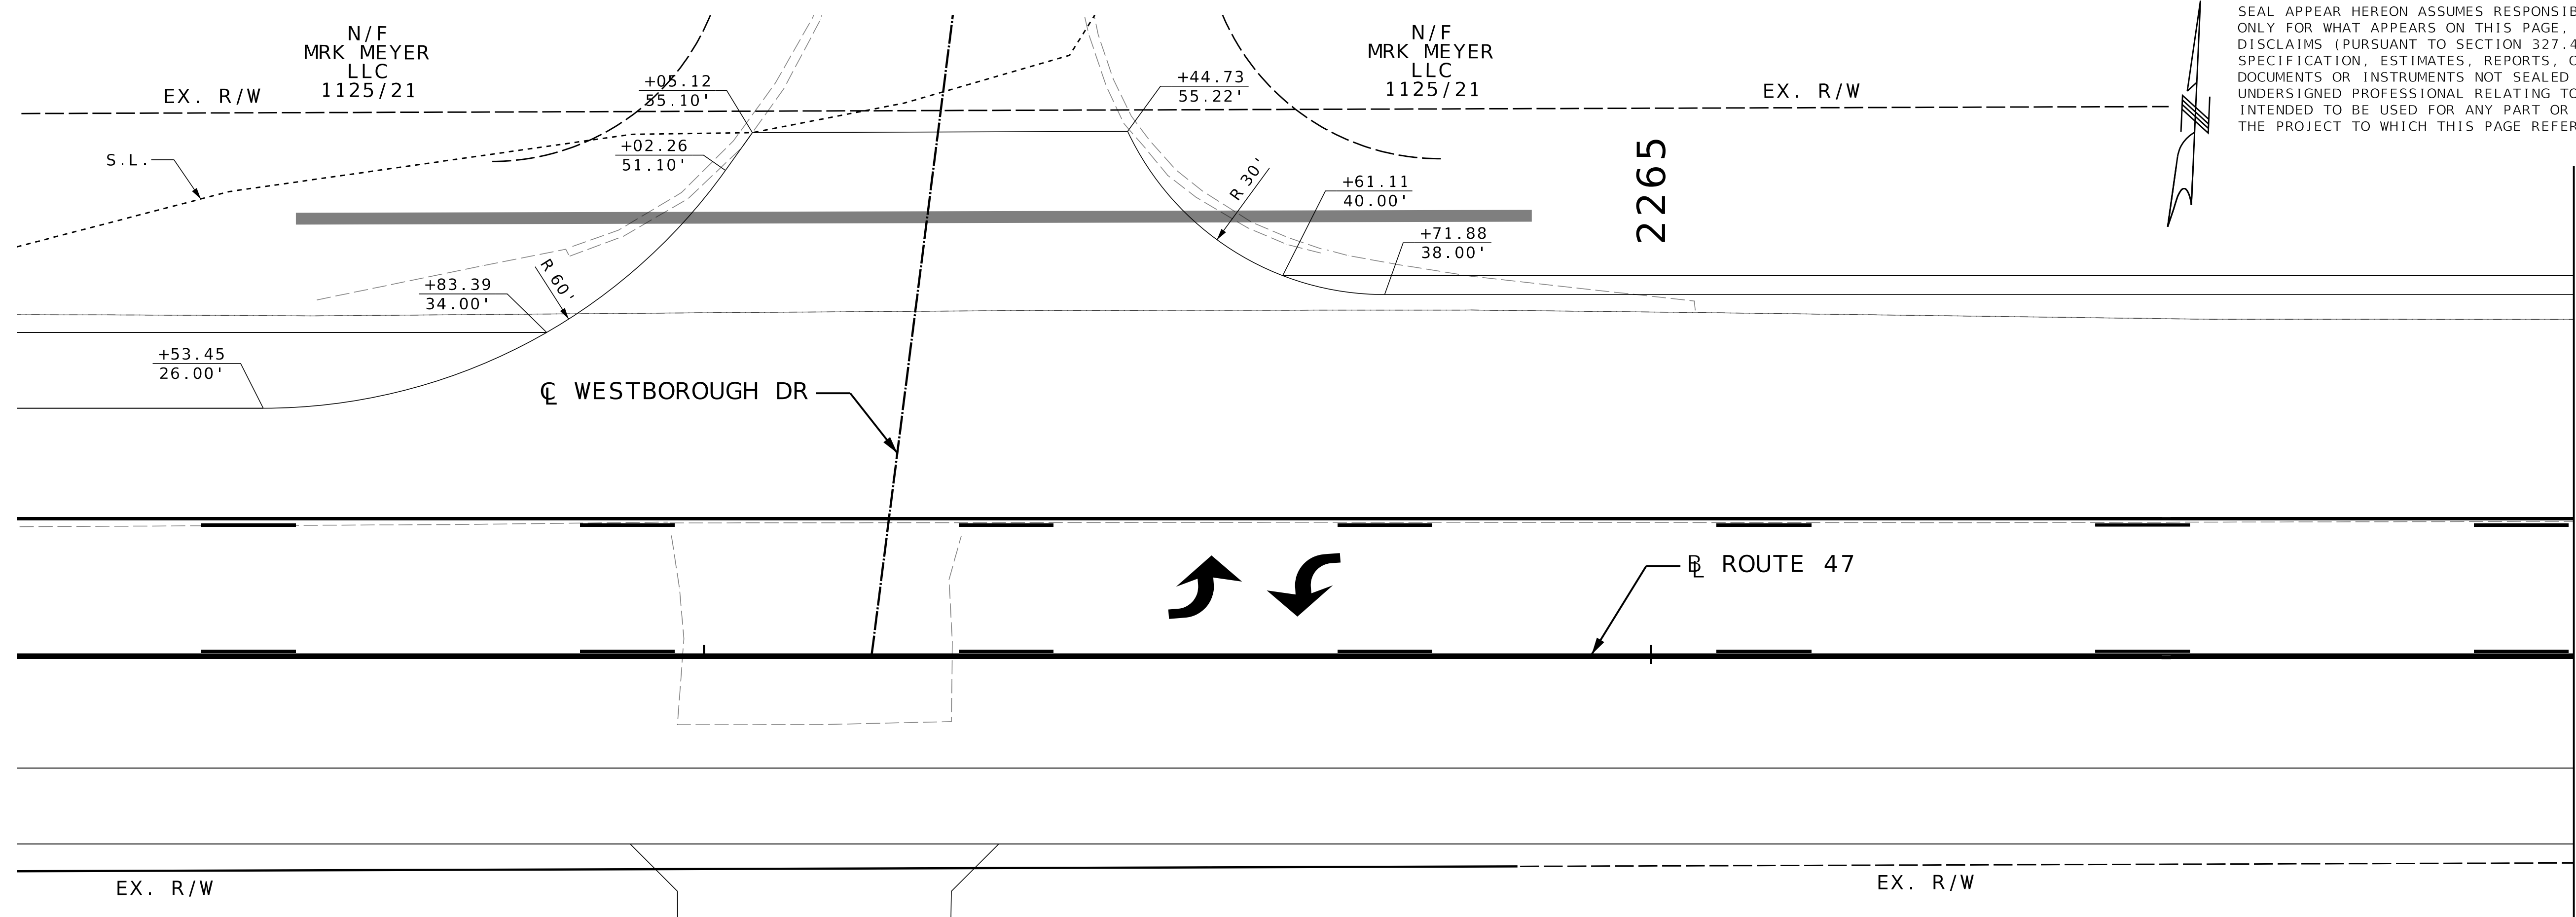 N/F
MRK MEYER
LLC
1125/21
EX. R/W
+05.12
55.10'
+02.26
51.10'
S.L.
+44.73
55.22'
N/F
MRK MEYER
LLC
1125/21
EX. R/W
SEAL APPEAR HEREON ASSUMES RESPONSIB
ONLY FOR WHAT APPEARS ON THIS PAGE,
DISCLAIMS (PURSUANT TO SECTION 327.4
SPECIFICATION, ESTIMATES, REPORTS, O
DOCUMENTS OR INSTRUMENTS NOT SEALED
UNDERSIGNED PROFESSIONAL RELATING TO
INTENDED TO BE USED FOR ANY PART OR
THE PROJECT TO WHICH THIS PAGE REFER
R 30'
+61.11
40.00'
2265
+71.88
38.00'
R 60'
+83.39
34.00'
+53.45
26.00'
℄ WESTBOROUGH DR
BL ROUTE 47
EX. R/W
EX. R/W